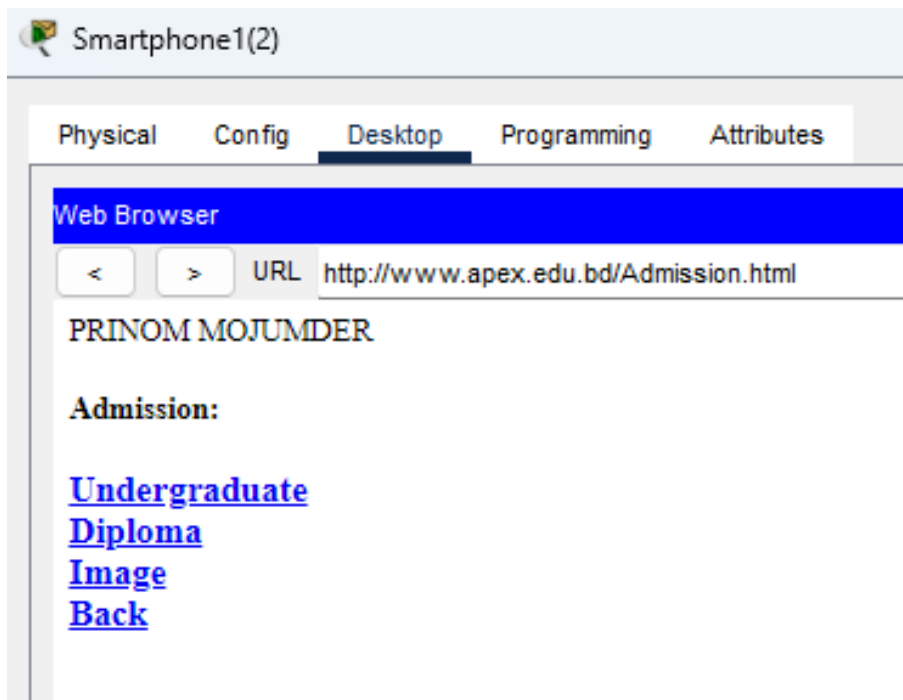 Smartphone1(2)
Physical Config Desktop Programming Attributes
Web Browser
< > URL http://www.apex.edu.bd/Admission.html
PRINOM MOJUMDER
Admission:
Undergraduate
Diploma
Image
Back